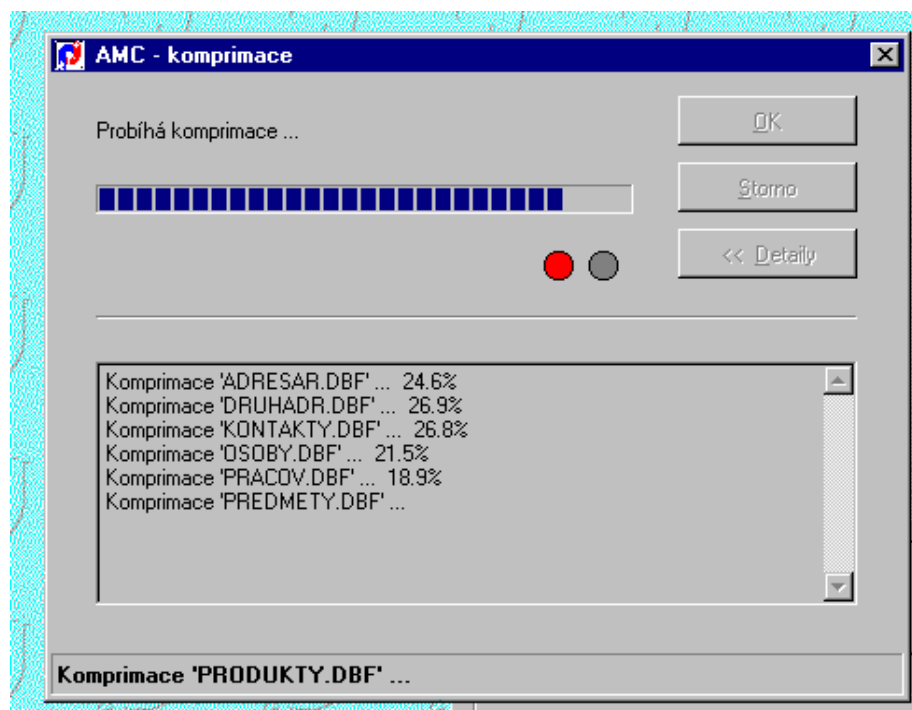 AMC - komprimace
Probíhá komprimace ...
OK
Storno
<< Detaily
Komprimace 'ADRESAR.DBF' ... 24.6%
Komprimace 'DRUHADR.DBF' ... 26.9%
Komprimace 'KONTAKTY.DBF' ... 26.8%
Komprimace 'OSOBY.DBF' ... 21.5%
Komprimace 'PRACOV.DBF' ... 18.9%
Komprimace 'PREDMETY.DBF' ...
Komprimace 'PRODUKTY.DBF' ...